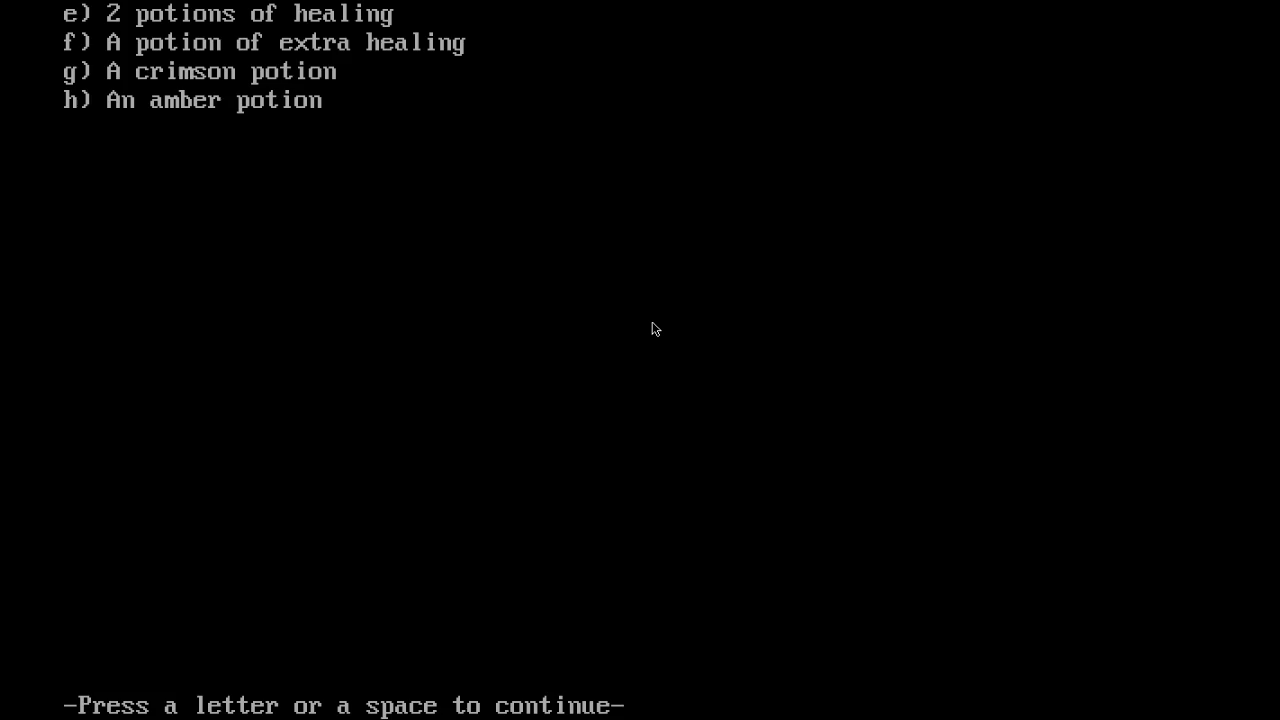 e) 2 potions of healing
f) A potion of extra healing
g) A crimson potion
h) An amber potion
-Press a letter or a space to continue-